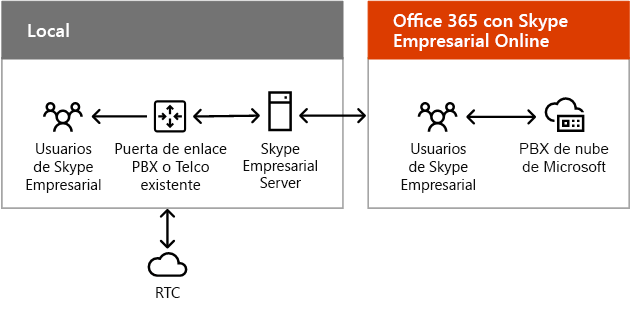 Local
Office 365 con Skype
Empresarial Online
Usuarios
de Skype
Empresarial
Puerta de enlace
PBX o Telco
existente
Skype
Empresarial
Server
Usuarios
de Skype
Empresarial
PBX de nube
de Microsoft
RTC